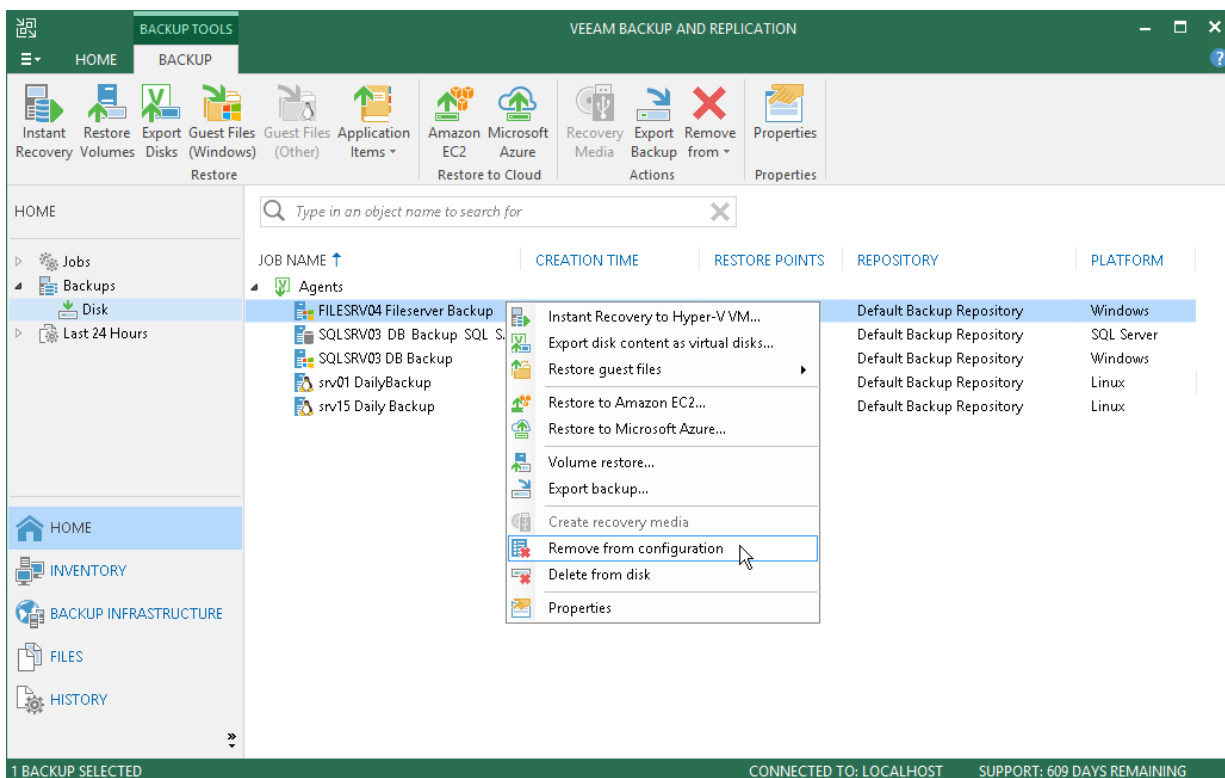 BACKUP TOOLS
VEEAM BACKUP AND REPLICATION
HOME BACKUP
Instant Recovery
Restore Volumes
Export Disks
Guest Files (Windows)
Guest Files (Other)
Application Items
Amazon EC2
Microsoft Azure
Recovery Media
Export Backup
Remove from
Properties
Restore
Restore to Cloud
Actions
Properties
HOME
Type in an object name to search for
Jobs
Backups
Disk
Last 24 Hours
JOB NAME CREATION TIME RESTORE POINTS REPOSITORY PLATFORM
Agents
FILESRV04 Fileserver Backup Default Backup Repository Windows
SQLSRV03 DB Backup SQL S. Default Backup Repository SQL Server
SQLSRV03 DB Backup Default Backup Repository Windows
srv01 DailyBackup Default Backup Repository Linux
srv15 Daily Backup Default Backup Repository Linux
Instant Recovery to Hyper-V VM...
Export disk content as virtual disks...
Restore guest files
Restore to Amazon EC2...
Restore to Microsoft Azure...
Volume restore...
Export backup...
Create recovery media
Remove from configuration
Delete from disk
Properties
HOME
INVENTORY
BACKUP INFRASTRUCTURE
FILES
HISTORY
1 BACKUP SELECTED
CONNECTED TO: LOCALHOST
SUPPORT: 609 DAYS REMAINING